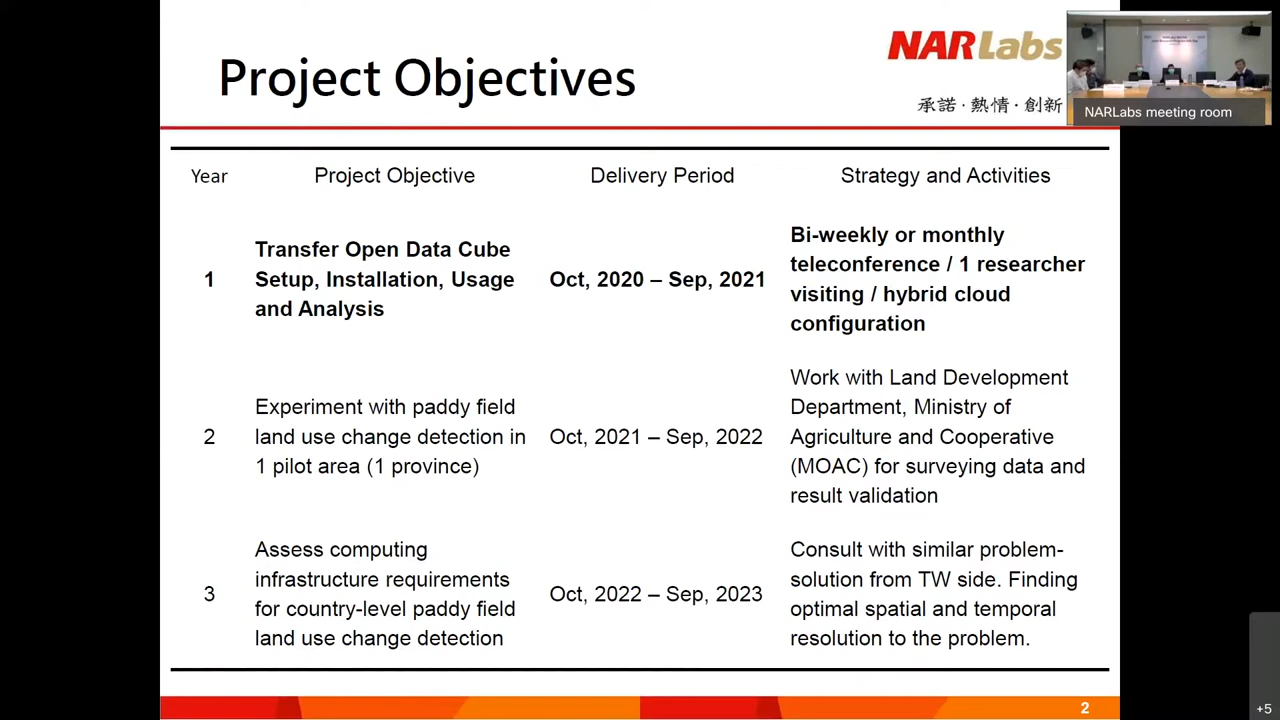 Project Objectives
NARLabs
承諾·熱情·創新
NARLabs meeting room
Year Project Objective Delivery Period Strategy and Activities
1
Transfer Open Data Cube
Setup, Installation, Usage
and Analysis
Oct, 2020 – Sep, 2021
Bi-weekly or monthly
teleconference / 1 researcher
visiting / hybrid cloud
configuration
2
Experiment with paddy field
land use change detection in
1 pilot area (1 province)
Oct, 2021 – Sep, 2022
Work with Land Development
Department, Ministry of
Agriculture and Cooperative
(MOAC) for surveying data and
result validation
3
Assess computing
infrastructure requirements
for country-level paddy field
land use change detection
Oct, 2022 – Sep, 2023
Consult with similar problem-
solution from TW side. Finding
optimal spatial and temporal
resolution to the problem.
2
+5